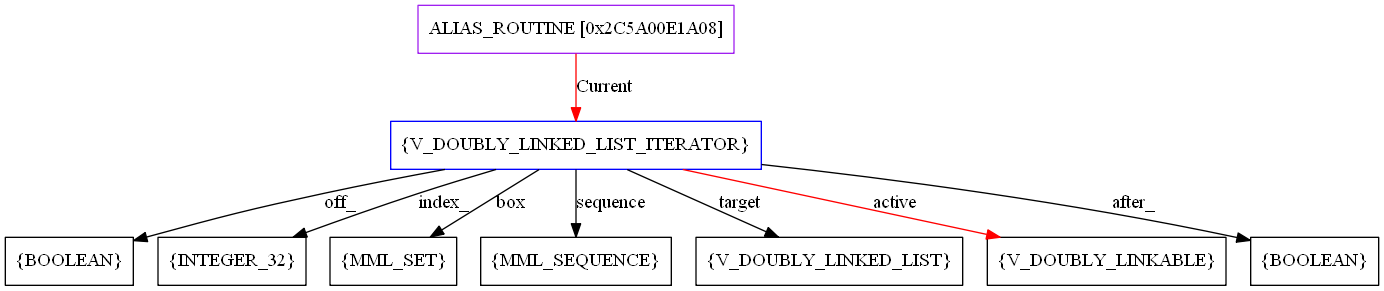 ALIAS_ROUTINE [0x2C5A00E1A08]
Current
{V_DOUBLY_LINKED_LIST_ITERATOR}
off_
index_
box
sequence
target
active
after_
{BOOLEAN}
{INTEGER_32}
{MML_SET}
{MML_SEQUENCE}
{V_DOUBLY_LINKED_LIST}
{V_DOUBLY_LINKABLE}
{BOOLEAN}